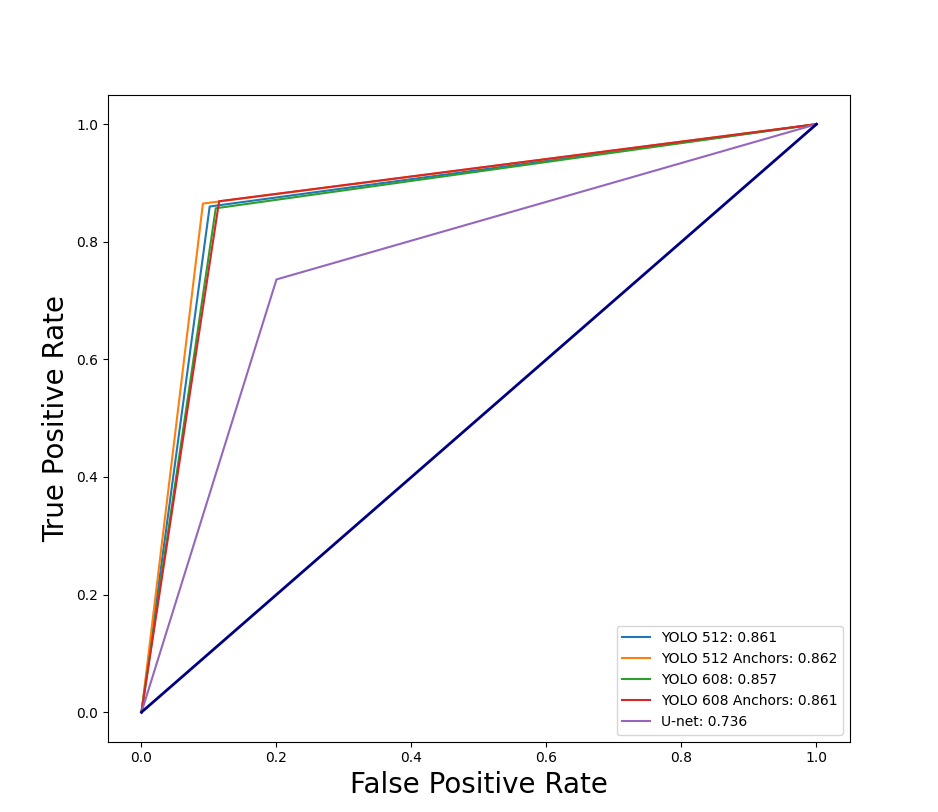 1.0
0.8
0.6
0.4
0.2
0.0
True Positive Rate
YOLO 512: 0.861
YOLO 512 Anchors: 0.862
YOLO 608: 0.857
YOLO 608 Anchors: 0.861
U-net: 0.736
0.0 0.2 0.4 0.6 0.8 1.0
False Positive Rate